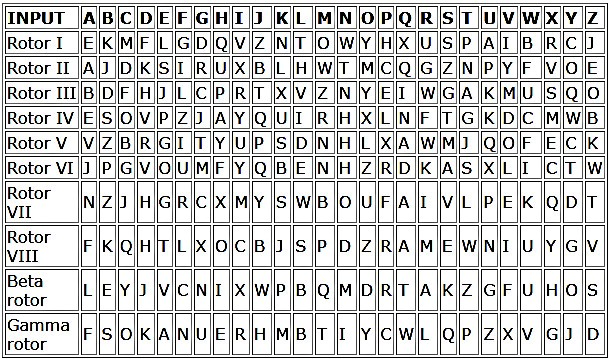 INPUT A B C D E F G H I J K L M N O P Q R S T U V W X Y Z
Rotor I E K M F L G D Q V Z N T O W Y H X U S P A I B R C J
Rotor II A J D K S I R U X B L H W T M C Q G Z N P Y F V O E
Rotor III B D F H J L C P R T X V Z N Y E I W G A K M U S Q O
Rotor IV E S O V P Z J A Y Q U I R H X L N F T G K D C M W B
Rotor V V Z B R G I T Y U P S D N H L X A W M J Q O F E C K
Rotor VI J P G V O U M F Y Q B E N H Z R D K A S X L I C T W
Rotor
VII N Z J H G R C X M Y S W B O U F A I V L P E K Q D T
Rotor
VIII F K Q H T L X O C B J S P D Z R A M E W N I U Y G V
Beta
rotor L E Y J V C N I X W P B Q M D R T A K Z G F U H O S
Gamma
rotor F S O K A N U E R H M B T I Y C W L Q P Z X V G J D